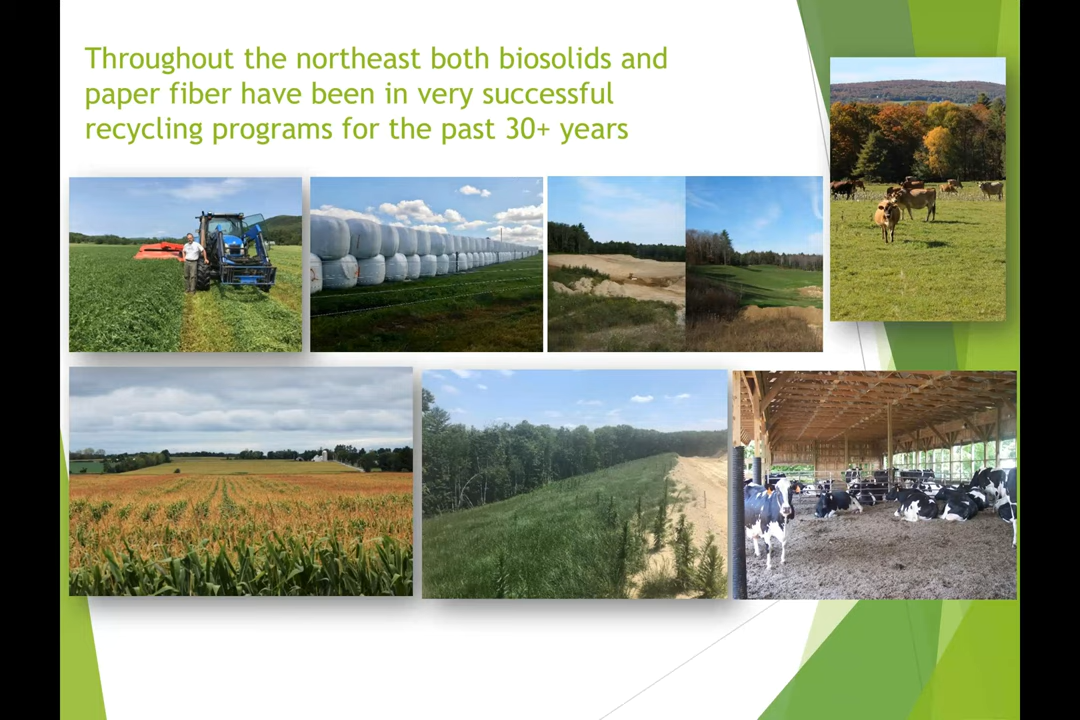 Throughout the northeast both biosolids and
paper fiber have been in very successful
recycling programs for the past 30+ years